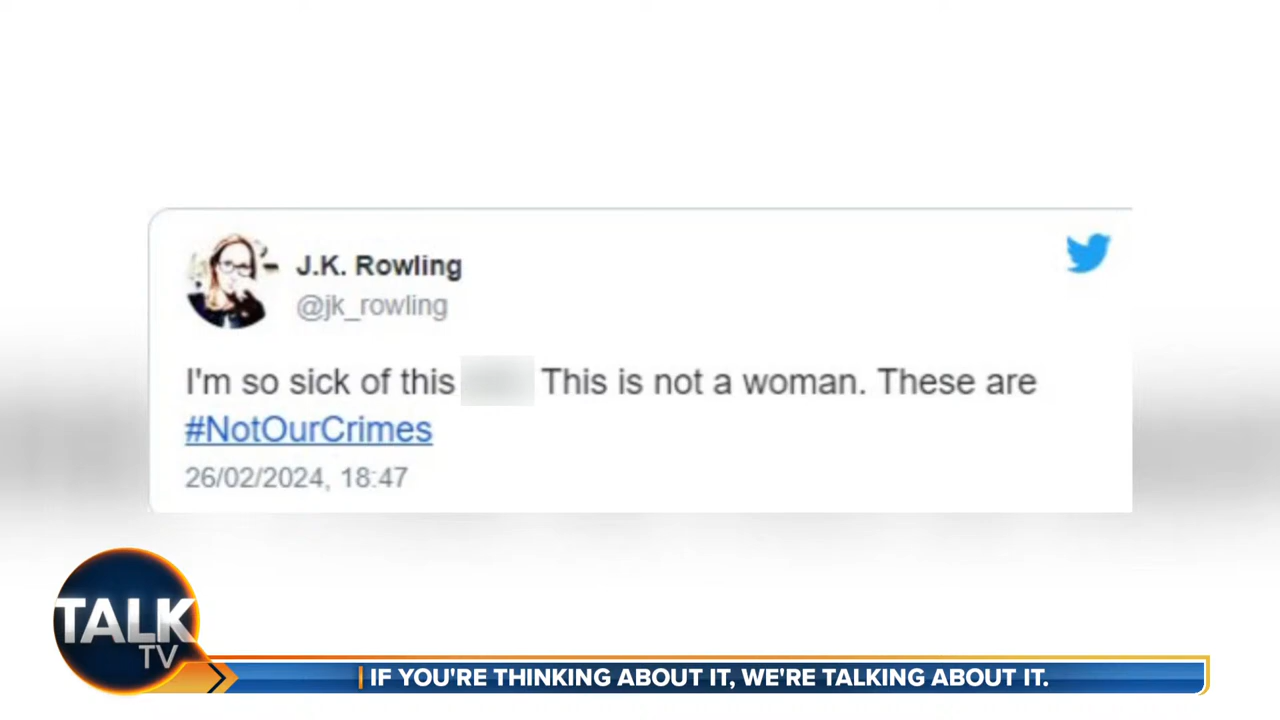 J.K. Rowling
@jk_rowling
I'm so sick of this This is not a woman. These are
#NotOurCrimes
26/02/2024, 18:47
TALK
TV
IF YOU'RE THINKING ABOUT IT, WE'RE TALKING ABOUT IT.